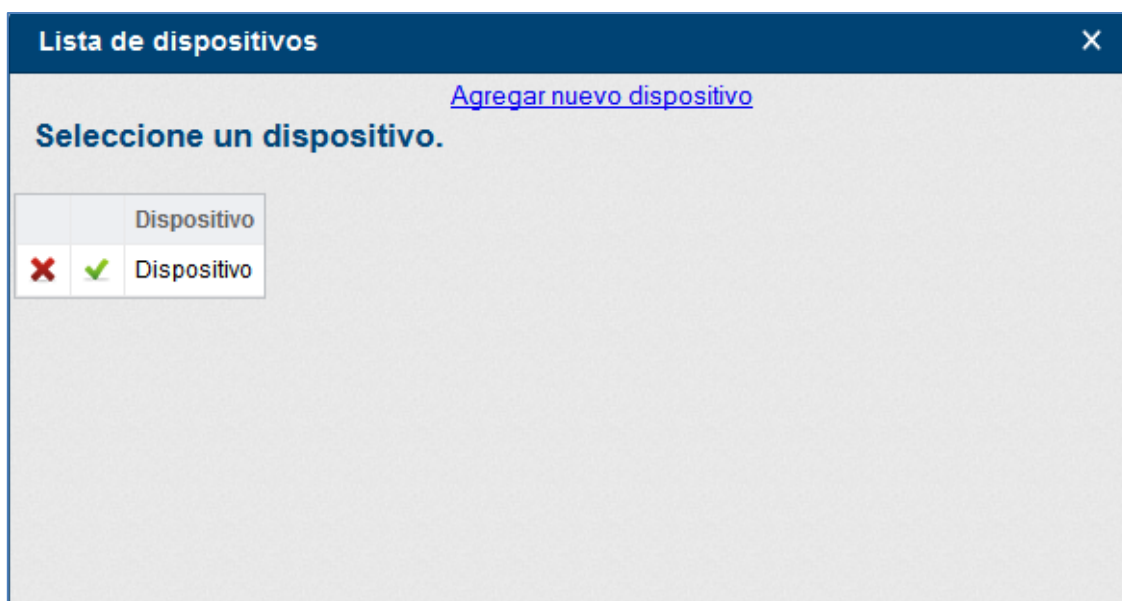 Lista de dispositivos
Agregar nuevo dispositivo
Seleccione un dispositivo.
Dispositivo
Dispositivo